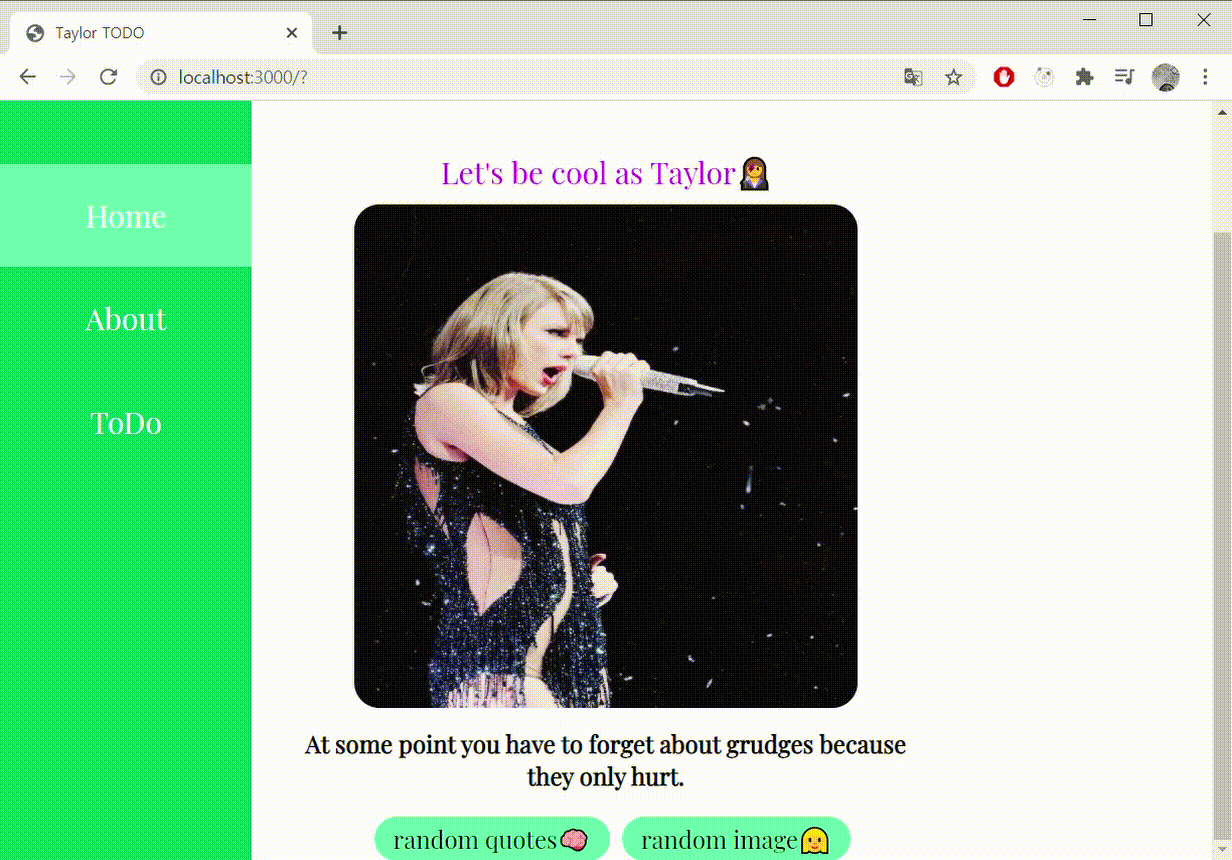 Taylor TODO
localhost:3000/?
Home
About
ToDo
Let's be cool as Taylor
At some point you have to forget about grudges because
they only hurt.
random quotes
random image